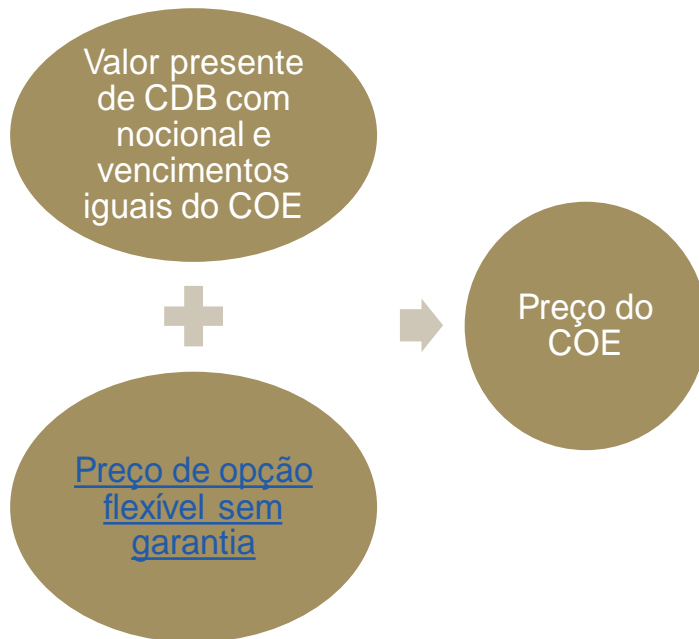 Valor presente
de CDB com
nocional e
vencimentos
iguais do COE
Preço de opção
flexível sem
garantia
Preço do
COE